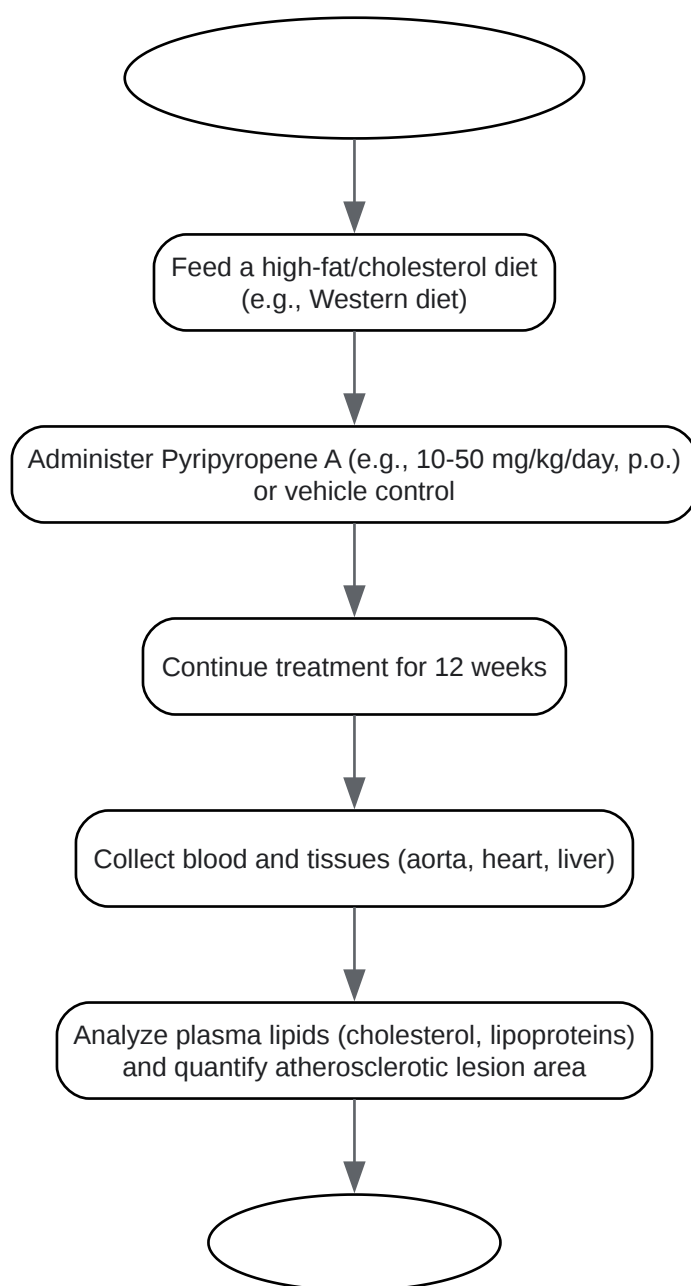 Feed a high-fat/cholesterol diet
(e.g., Western diet)
Administer Pyripyropene A (e.g., 10-50 mg/kg/day, p.o.)
or vehicle control
Continue treatment for 12 weeks
Collect blood and tissues (aorta, heart, liver)
Analyze plasma lipids (cholesterol, lipoproteins)
and quantify atherosclerotic lesion area